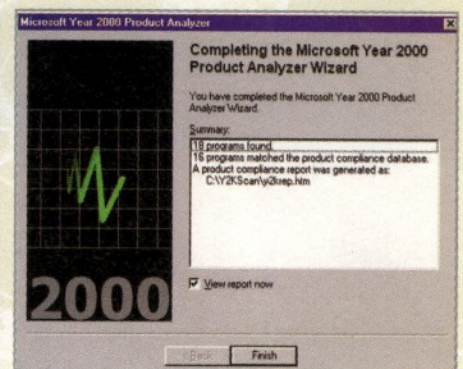 Microsoft Year 2000 Product Analyzer
Completing the Microsoft Year 2000
Product Analyzer Wizard
You have completed the Microsoft Year 2000 Product
Analyzer Wizard.
Summary:
18 programs found.
16 programs matched the product compliance database.
A product compliance report was generated as:
C:\Y2KScan\y2krep.htm
View report now
2000
< Back
Finish